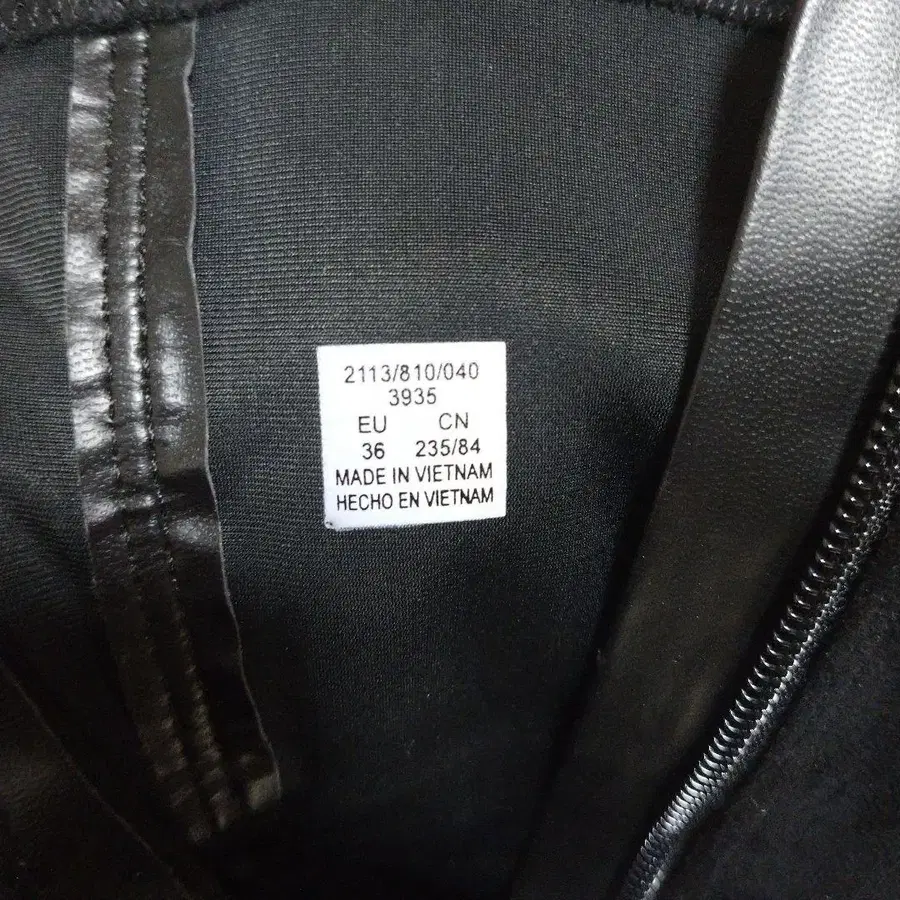 2113/810/040
3935
EU CN
36 235/84
MADE IN VIETNAM
HECHO EN VIETNAM